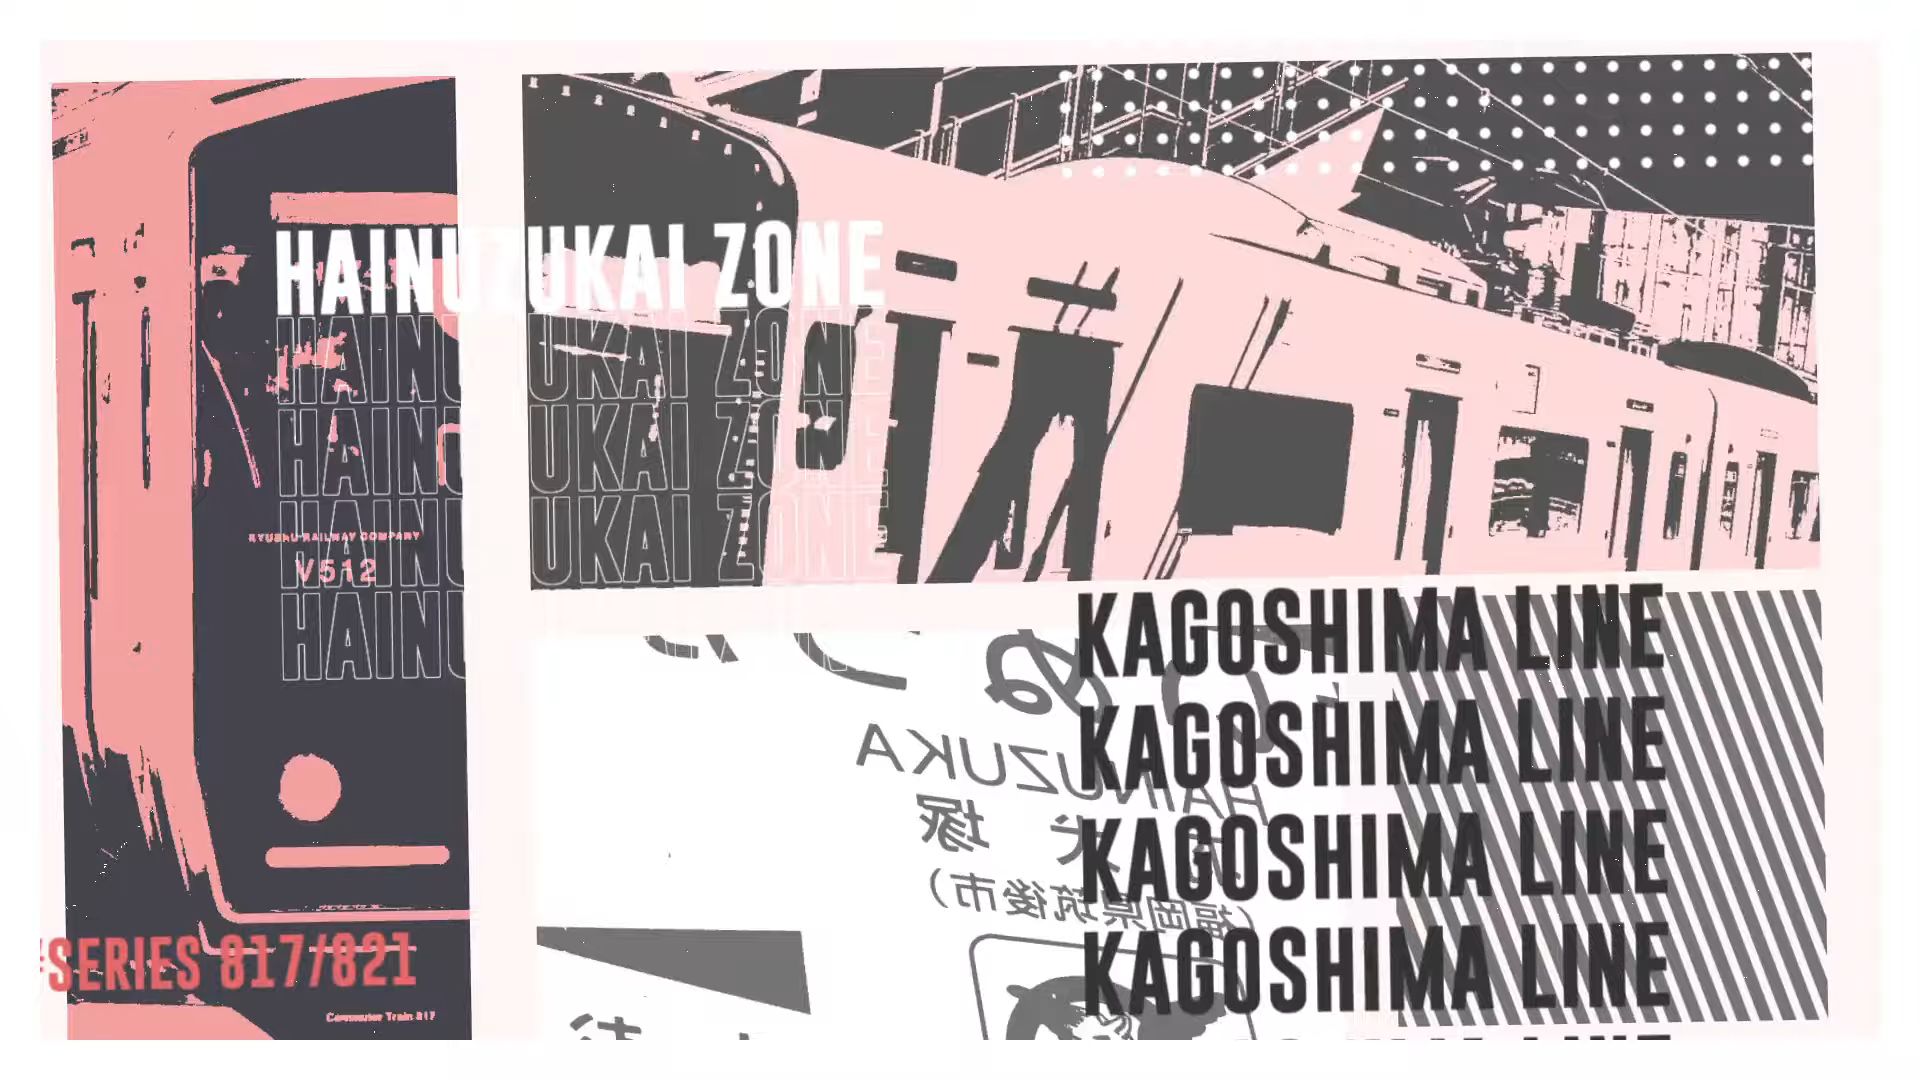 HAINUZUKAI ZONE
HAINUZUKAI ZONE
HAINUZUKAI ZONE
HAINUZUKAI ZONE
HAINU
KYUSHU RAILWAY COMPANY
V512
#SERIES 817/821
Commuter Train 817
KAGOSHIMA LINE
KAGOSHIMA LINE
KAGOSHIMA LINE
KAGOSHIMA LINE
HAINUZUKA
犬 塚
(福岡県筑後市)